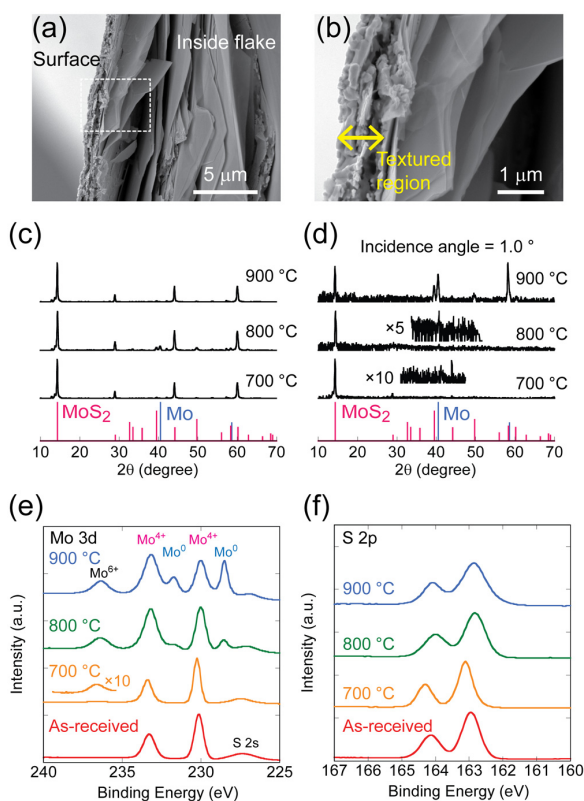 (a)
Surface
Inside flake
5 μm
(b)
Textured
region
1 μm
(c)
900 °C
800 °C
700 °C
MoS2
Mo
10 20 30 40 50 60 70
2θ (degree)
(d)
Incidence angle = 1.0 °
900 °C
×5
800 °C
×10
700 °C
MoS2
Mo
10 20 30 40 50 60 70
2θ (degree)
(e)
Mo 3d
Mo4+
Mo0
Mo4+
Mo0
900 °C
Mo6+
800 °C
700 °C
×10
As-received
S 2s
Intensity (a.u.)
240 235 230 225
Binding Energy (eV)
(f)
S 2p
900 °C
800 °C
700 °C
As-received
Intensity (a.u.)
167 166 165 164 163 162 161 160
Binding Energy (eV)